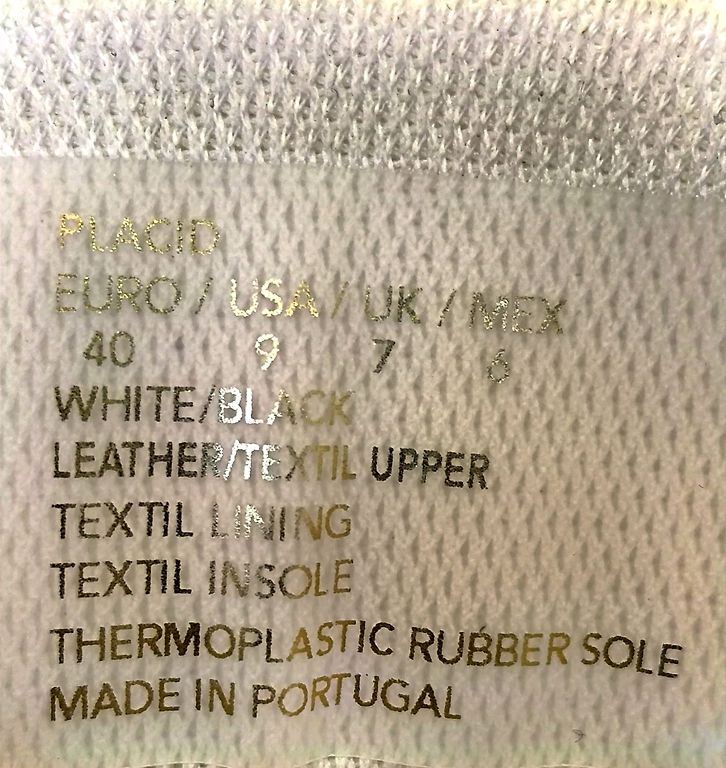 PLACID
EURO / USA / UK / MEX
40 9 7 6
WHITE/BLACK
LEATHER/TEXTIL UPPER
TEXTIL LINING
TEXTIL INSOLE
THERMOPLASTIC RUBBER SOLE
MADE IN PORTUGAL